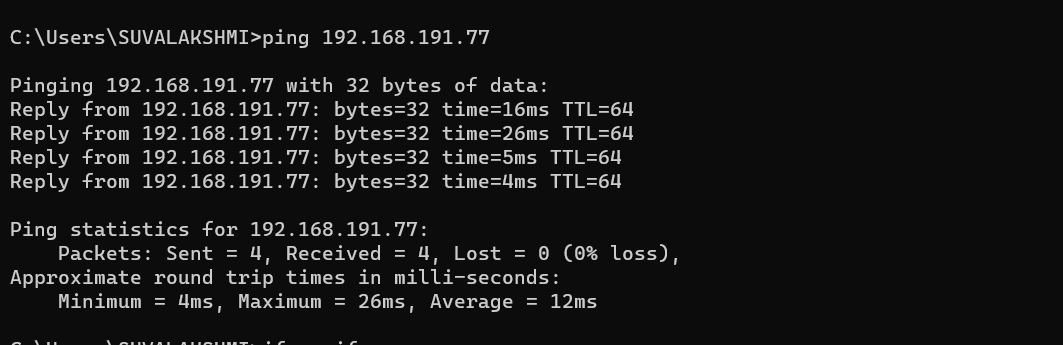 C:\Users\SUVALAKSHMI>ping 192.168.191.77
Pinging 192.168.191.77 with 32 bytes of data:
Reply from 192.168.191.77: bytes=32 time=16ms TTL=64
Reply from 192.168.191.77: bytes=32 time=26ms TTL=64
Reply from 192.168.191.77: bytes=32 time=5ms TTL=64
Reply from 192.168.191.77: bytes=32 time=4ms TTL=64
Ping statistics for 192.168.191.77:
    Packets: Sent = 4, Received = 4, Lost = 0 (0% loss),
Approximate round trip times in milli-seconds:
    Minimum = 4ms, Maximum = 26ms, Average = 12ms